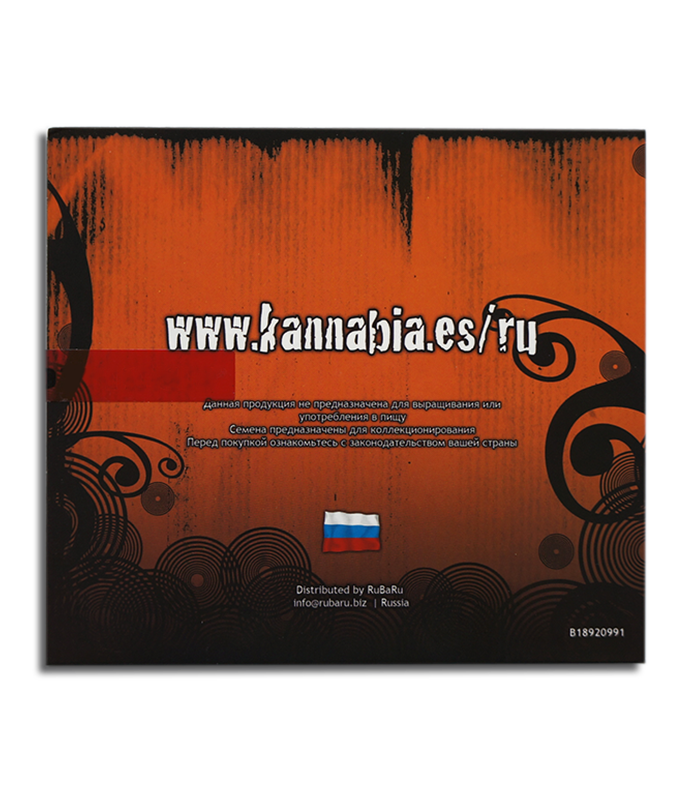 www.kannabia.es/ru
Данная продукция не предназначена для выращивания или
употребления в пищу
Семена предназначены для коллекционирования
Перед покупкой ознакомьтесь с законодательством вашей страны
Distributed by RuBaRu
info@rubaru.biz | Russia
B18920991